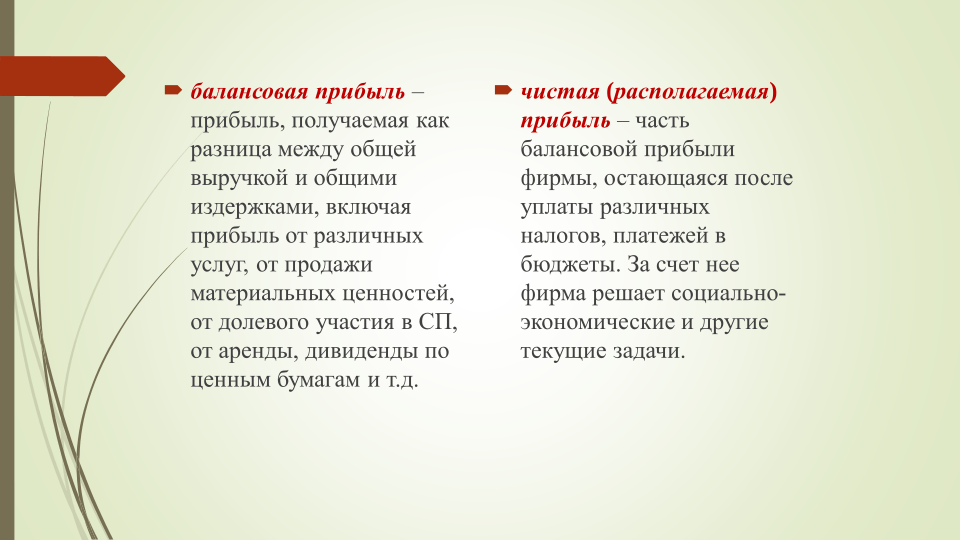 балансовая прибыль –
прибыль, получаемая как
разница между общей
выручкой и общими
издержками, включая
прибыль от различных
услуг, от продажи
материальных ценностей,
от долевого участия в СП,
от аренды, дивиденды по
ценным бумагам и т.д.
чистая (располагаемая)
прибыль – часть
балансовой прибыли
фирмы, остающаяся после
уплаты различных
налогов, платежей в
бюджеты. За счет нее
фирма решает социально-
экономические и другие
текущие задачи.